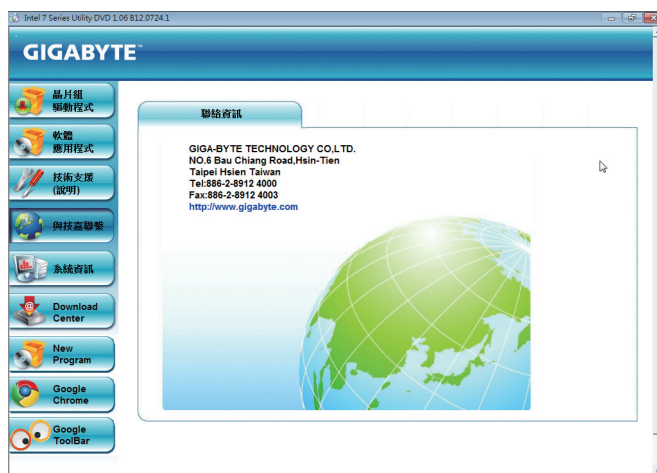 Intel 7 Series Utility DVD 1.06 B12.0724.1
GIGABYTE™
晶片組
驅動程式
軟體
應用程式
技術支援
(說明)
與技嘉聯繫
系統資訊
Download
Center
New
Program
Google
Chrome
Google
ToolBar
聯絡資訊
GIGA-BYTE TECHNOLOGY CO,LTD.
NO.6 Bau Chiang Road,Hsin-Tien
Taipei Hsien Taiwan
Tel:886-2-8912 4000
Fax:886-2-8912 4003
http://www.gigabyte.com